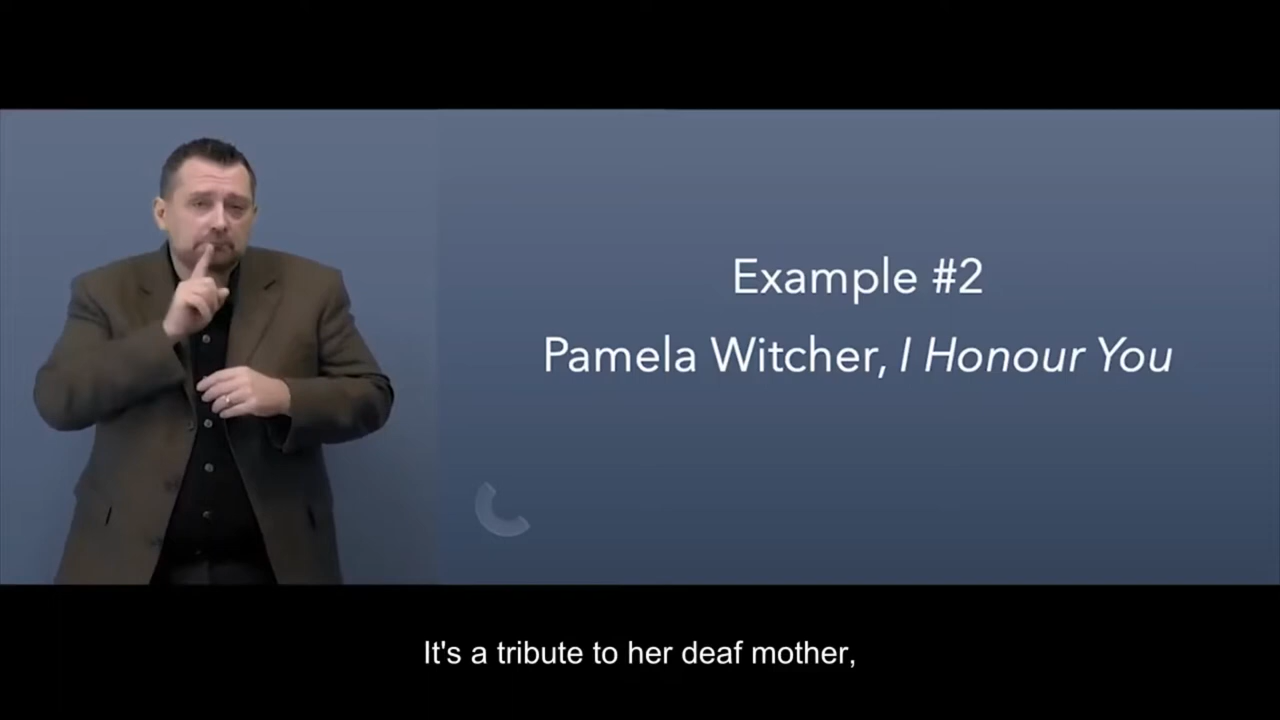 Example #2
Pamela Witcher, I Honour You
It's a tribute to her deaf mother,